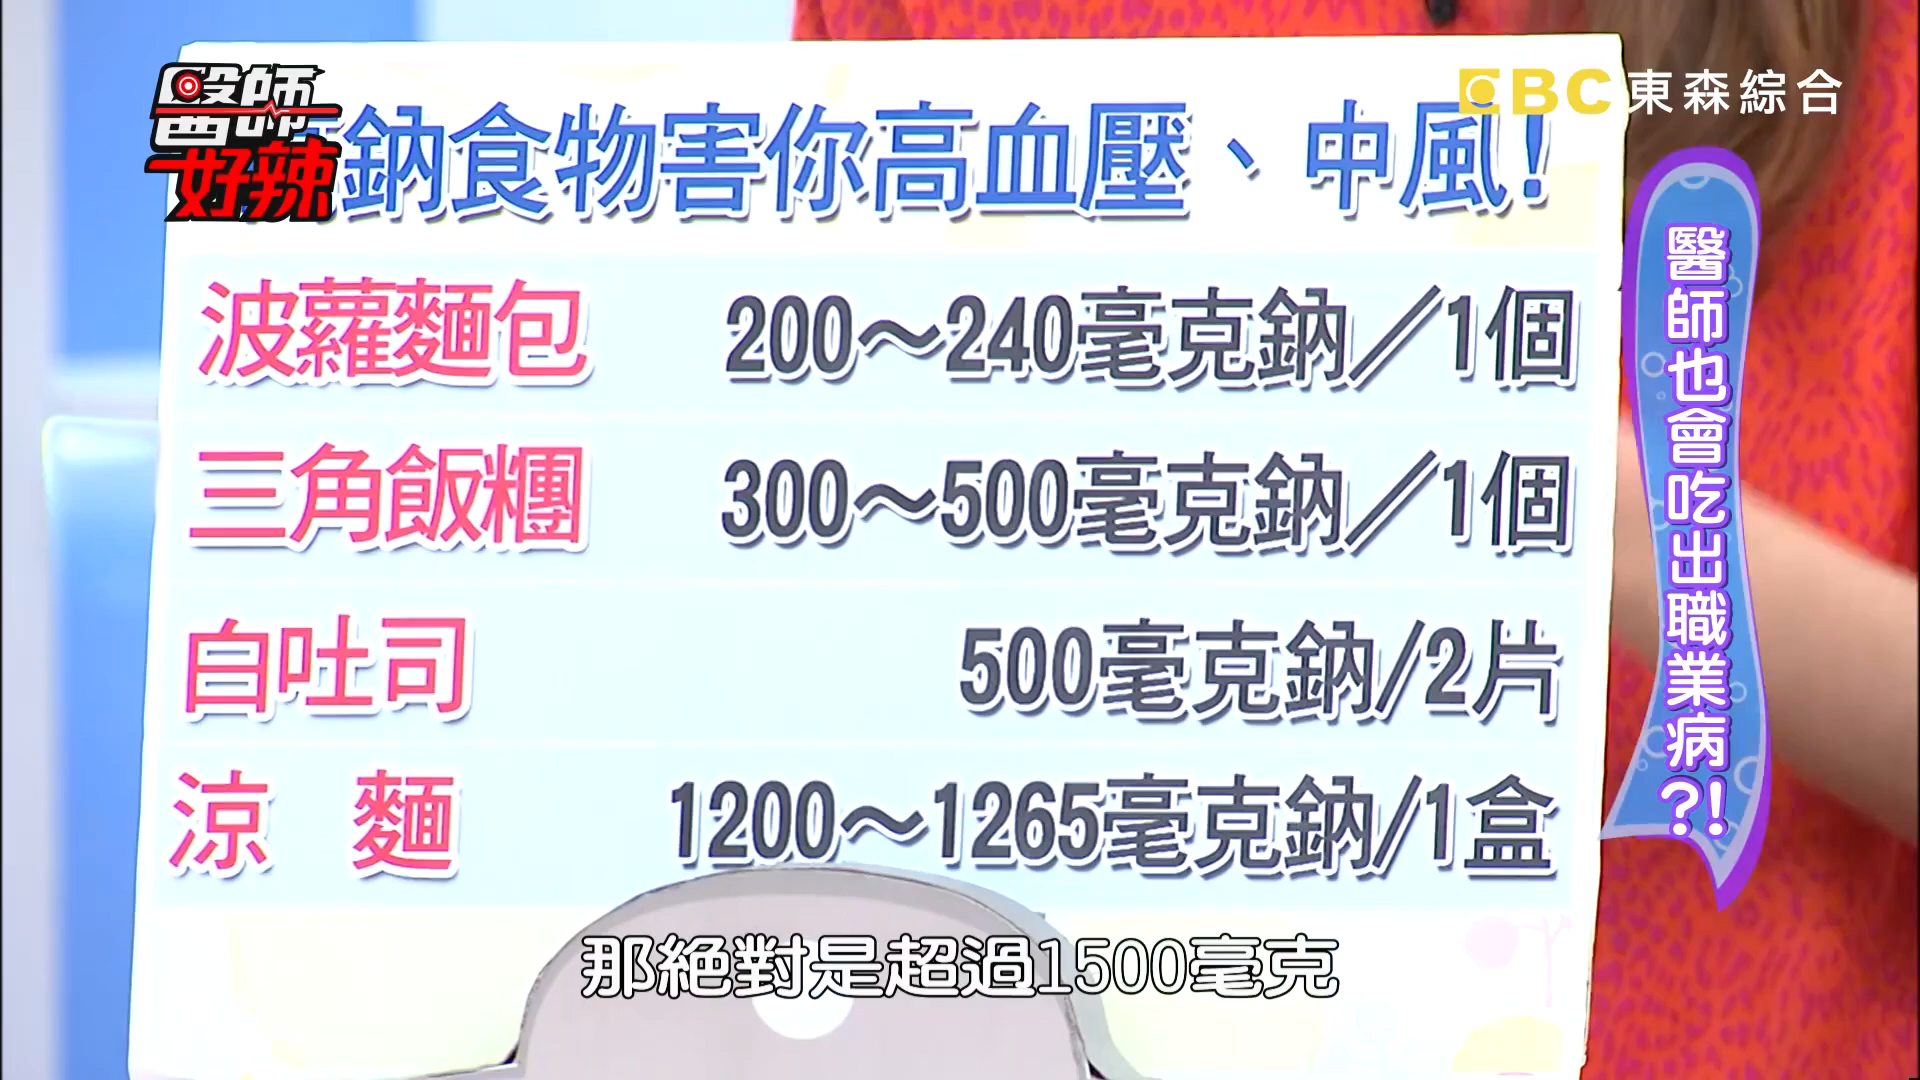 醫師
好辣
EBC 東森綜合
鈉食物害你高血壓、中風!
波蘿麵包 200~240毫克鈉/1個
三角飯糰 300~500毫克鈉/1個
白吐司 500毫克鈉/2片
涼麵 1200~1265毫克鈉/1盒
醫師也會吃出職業病?!
那絕對是超過1500毫克